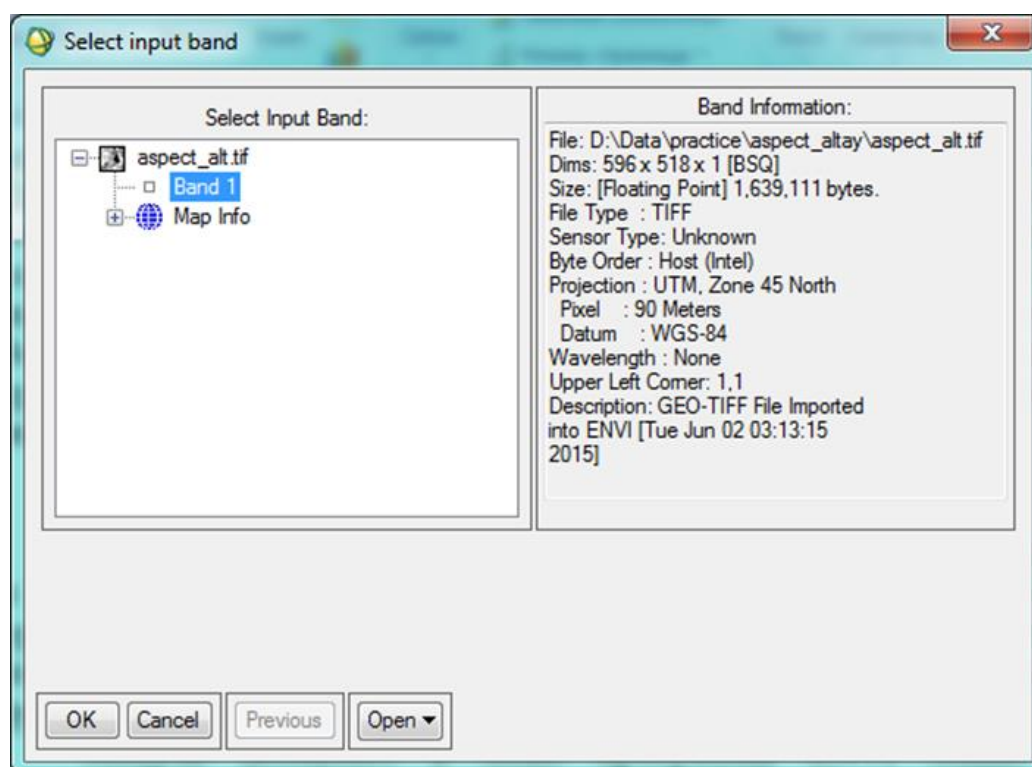 Select input band
Select Input Band:
aspect_alt.tif
Band 1
Map Info
Band Information:
File: D:\Data\practice\aspect_altay\aspect_alt.tif
Dims: 596 x 518 x 1 [BSQ]
Size: [Floating Point] 1,639,111 bytes.
File Type : TIFF
Sensor Type: Unknown
Byte Order : Host (Intel)
Projection : UTM, Zone 45 North
Pixel : 90 Meters
Datum : WGS-84
Wavelength : None
Upper Left Corner: 1,1
Description: GEO-TIFF File Imported
into ENVI [Tue Jun 02 03:13:15
2015]
OK Cancel Previous Open